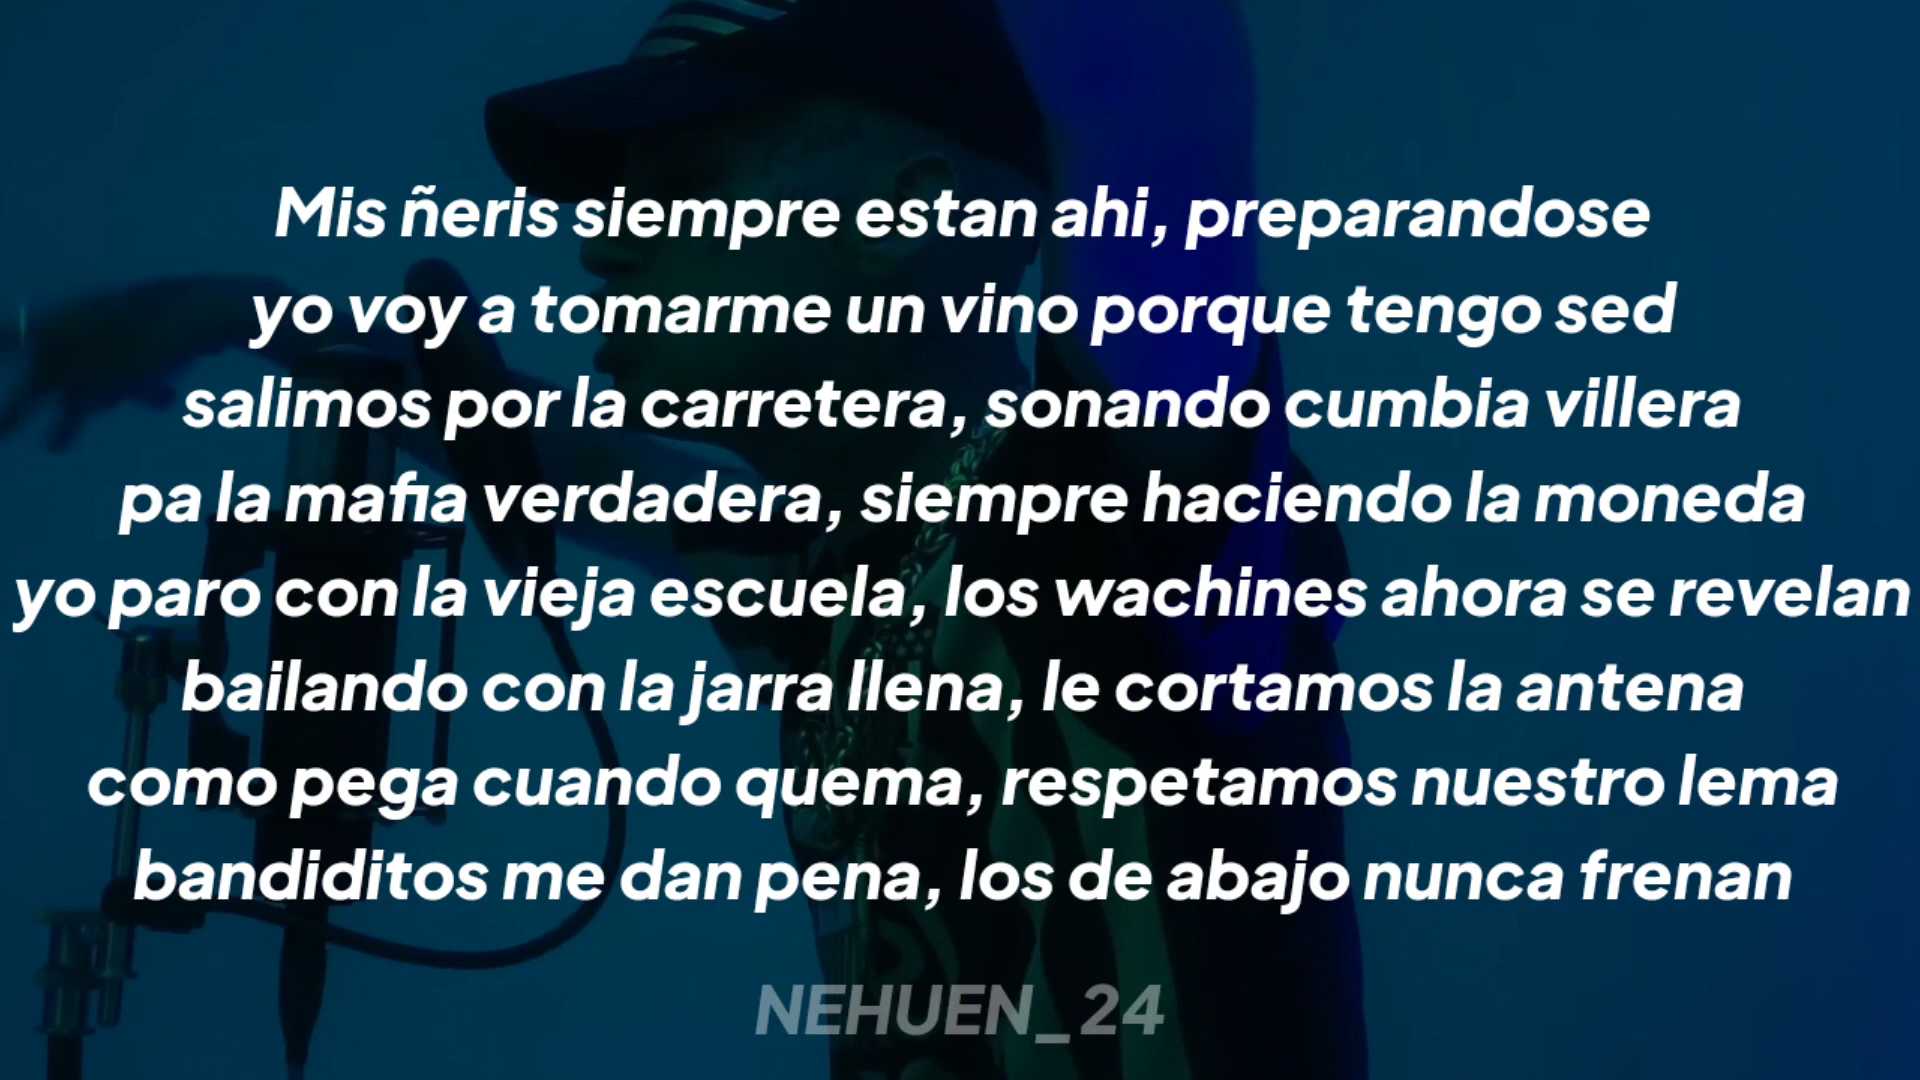 Mis ñeris siempre estan ahi, preparandose
yo voy a tomarme un vino porque tengo sed
salimos por la carretera, sonando cumbia villera
pa la mafia verdadera, siempre haciendo la moneda
yo paro con la vieja escuela, los wachines ahora se revelan
bailando con la jarra llena, le cortamos la antena
como pega cuando quema, respetamos nuestro lema
bandiditos me dan pena, los de abajo nunca frenan
NEHUEN_24